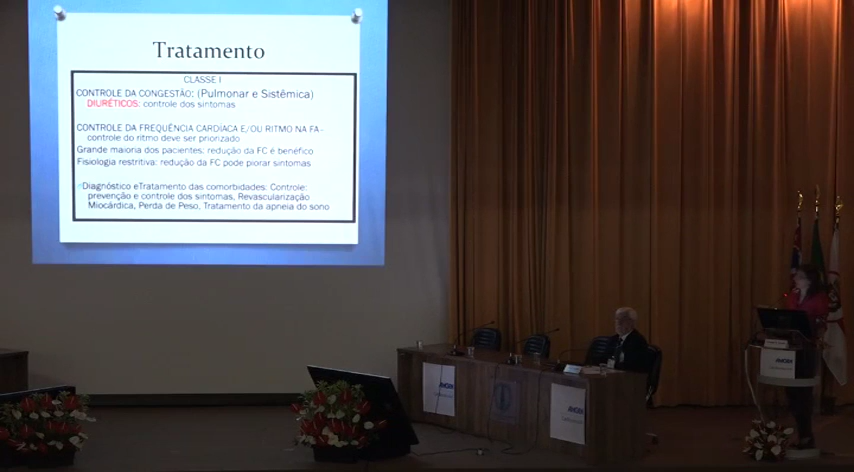 Tratamento
CLASSE I
CONTROLE DA CONGESTÃO: (Pulmonar e Sistêmica)
DIURÉTICOS: controle dos sintomas
CONTROLE DA FREQUÊNCIA CARDÍACA E/OU RITMO NA FA-
controle do ritmo deve ser priorizado
Grande maioria dos pacientes: redução da FC é benéfico
Fisiologia restritiva: redução da FC pode piorar sintomas
Diagnóstico eTratamento das comorbidades: Controle:
prevenção e controle dos sintomas, Revascularização
Miocárdica, Perda de Peso, Tratamento da apneia do sono